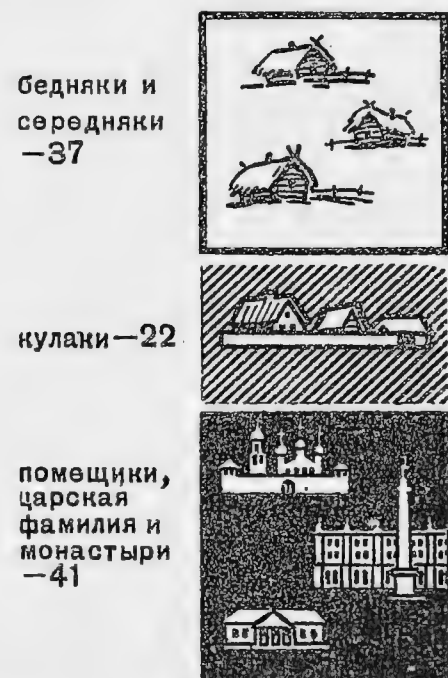 бедняки и
середняки
—37
кулаки—22
помещики,
царская
фамилия и
монастыри
—41